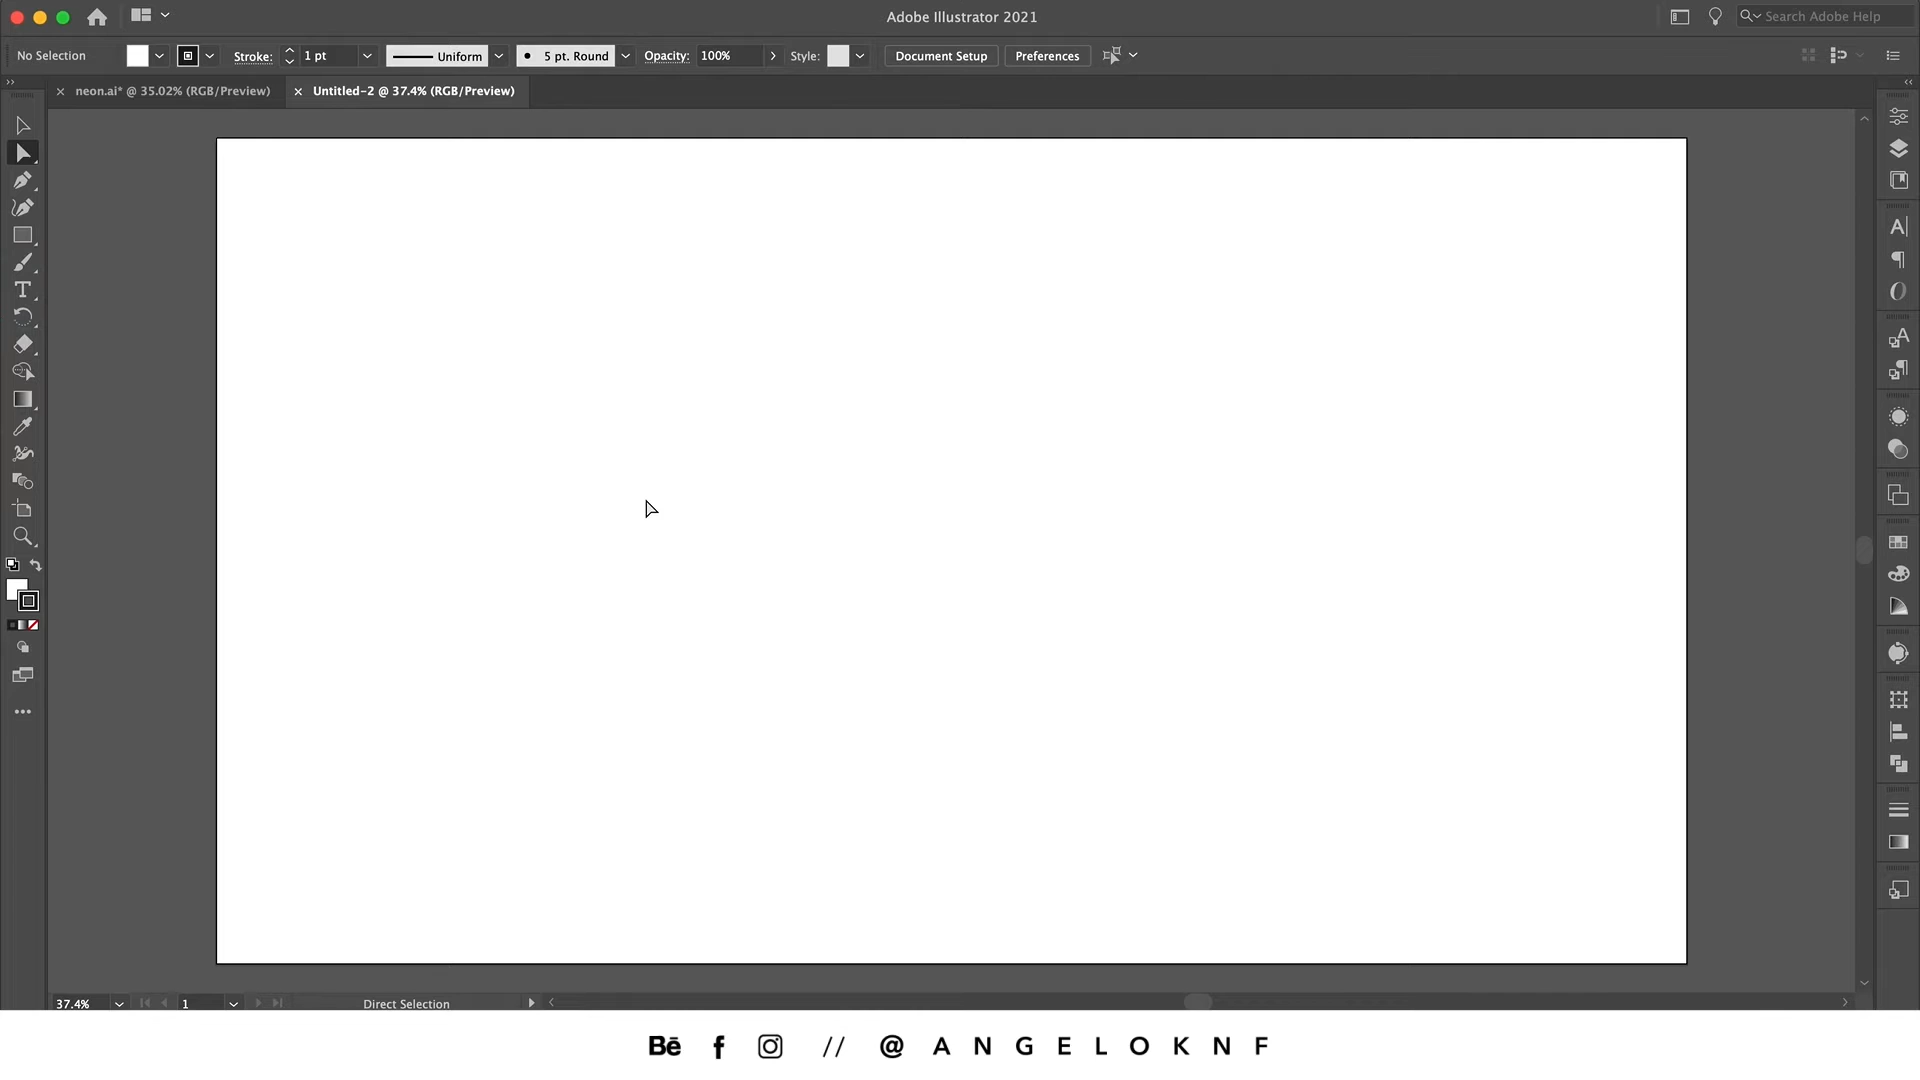 Adobe Illustrator 2021
Search Adobe Help
No Selection
Stroke:
1 pt
Uniform
5 pt. Round
Opacity:
100%
Style:
Document Setup
Preferences
neon.ai* @ 35.02% (RGB/Preview)
Untitled-2 @ 37.4% (RGB/Preview)
37.4%
1
Direct Selection
Bē f // @ANGELOKNF